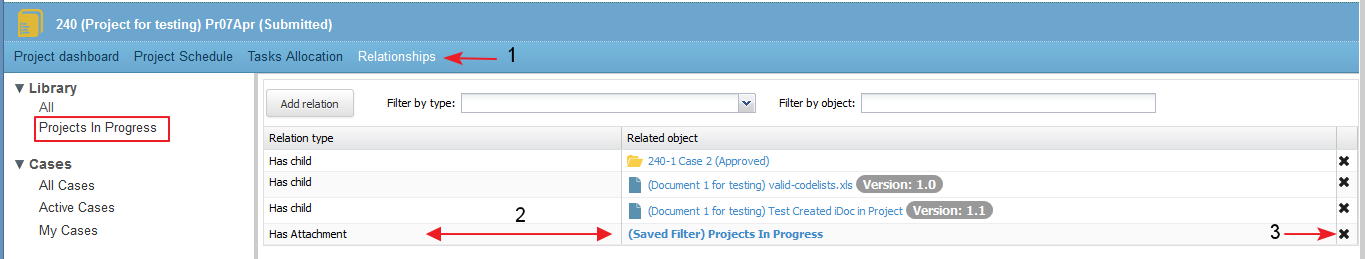 240 (Project for testing) Pr07Apr (Submitted)
Project dashboard Project Schedule Tasks Allocation Relationships 1
Library
All
Projects In Progress
Cases
All Cases
Active Cases
My Cases
Add relation Filter by type: Filter by object:
Relation type Related object
Has child 240-1 Case 2 (Approved)
Has child (Document 1 for testing) valid-codelists.xls Version: 1.0
Has child (Document 1 for testing) Test Created iDoc in Project Version: 1.1
Has Attachment 2 (Saved Filter) Projects In Progress 3